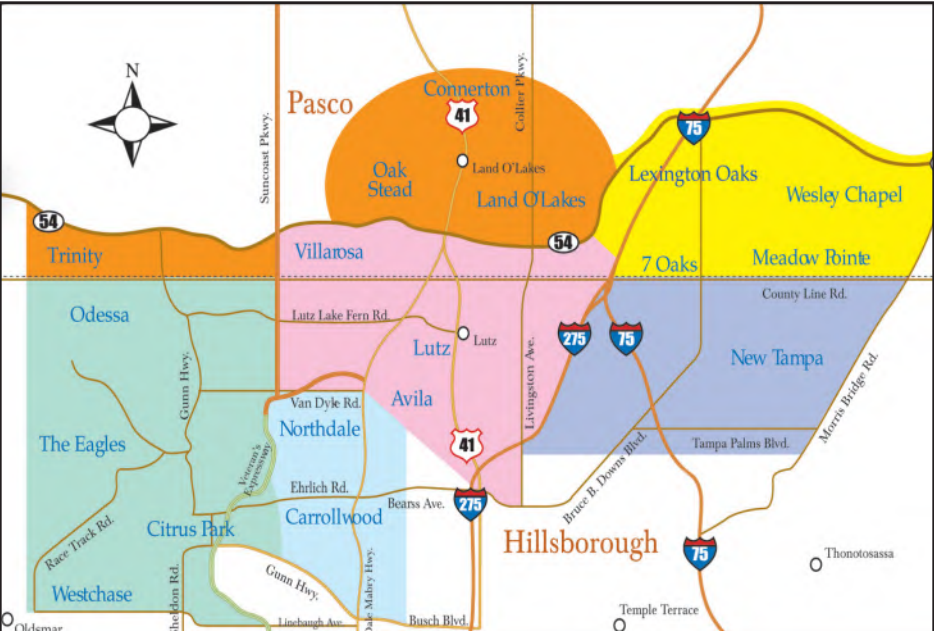 N
Pasco
Suncoast Pkwy.
Connerton
41
Collier Pkwy.
75
Land O'Lakes
Oak
Stead
Land O'Lakes
Lexington Oaks
Wesley Chapel
54
54
Trinity
Villarosa
7 Oaks
Meadow Pointe
County Line Rd.
Odessa
Lutz Lake Fern Rd.
Lutz
Lutz
275
75
New Tampa
Gunn Hwy.
Livingston Ave.
Morris Bridge Rd.
Van Dyke Rd.
Avila
Northdale
The Eagles
Veteran's
Expressway
41
Tampa Palms Blvd.
Bruce B. Downs Blvd.
Ehrlich Rd.
Bearss Ave.
275
Citrus Park
Carrollwood
Race Track Rd.
Hillsborough
75
Thonotosassa
Gunn Hwy.
Westchase
Sheldon Rd.
Dale Mabry Hwy.
Temple Terrace
Linebaugh Ave.
Busch Blvd.
Oldsmar